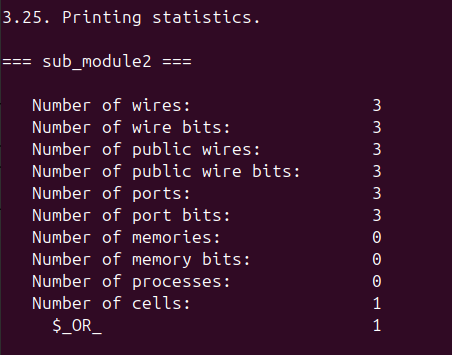 3.25. Printing statistics.
=== sub_module2 ===
Number of wires: 3
Number of wire bits: 3
Number of public wires: 3
Number of public wire bits: 3
Number of ports: 3
Number of port bits: 3
Number of memories: 0
Number of memory bits: 0
Number of processes: 0
Number of cells: 1
$_OR_ 1